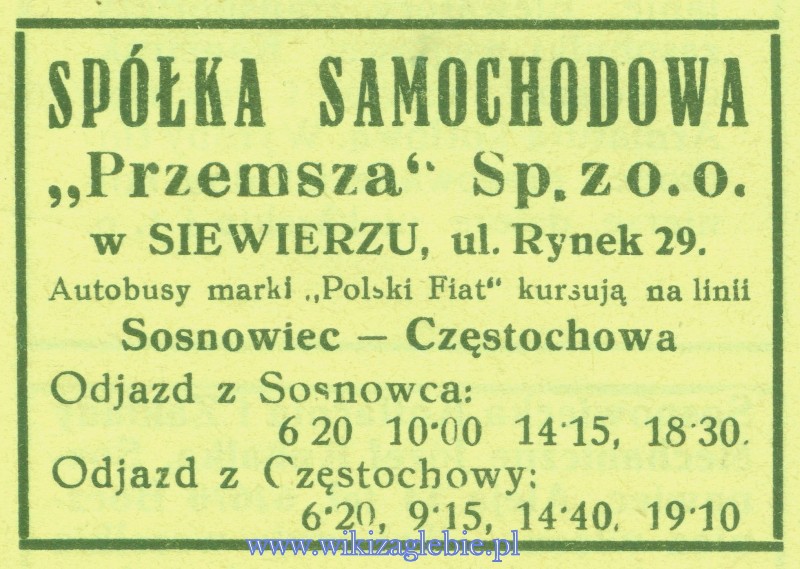 SPÓŁKA SAMOCHODOWA
„Przemsza“ Sp. z o. o.
w SIEWIERZU, ul. Rynek 29.
Autobusy marki „Polski Fiat“ kursują na linii
Sosnowiec — Częstochowa
Odjazd z Sosnowca:
6 20 10·00 14·15, 18·30.
Odjazd z Częstochowy:
6·20, 9·15, 14·40. 19·10
www.wikizaglebie.pl